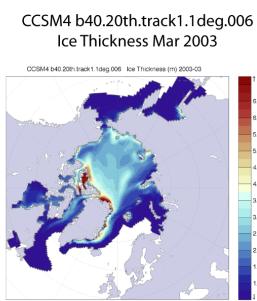 CCSM4 b40.20th.track1.1deg.006
Ice Thickness Mar 2003
CCSM4 b40.20th.track1.1deg.006 Ice Thickness (m) 2003-03